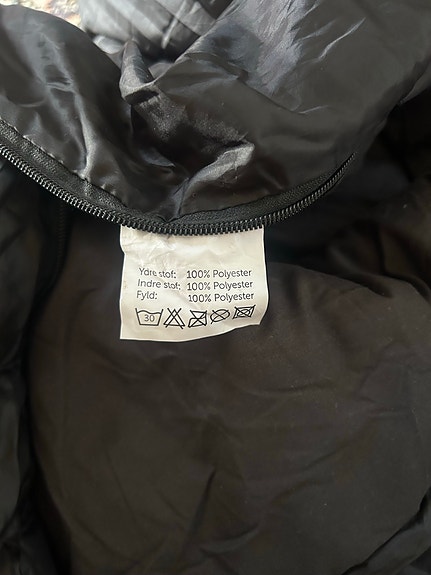 Ydre stof: 100% Polyester
Indre stof: 100% Polyester
Fyld: 100% Polyester
30